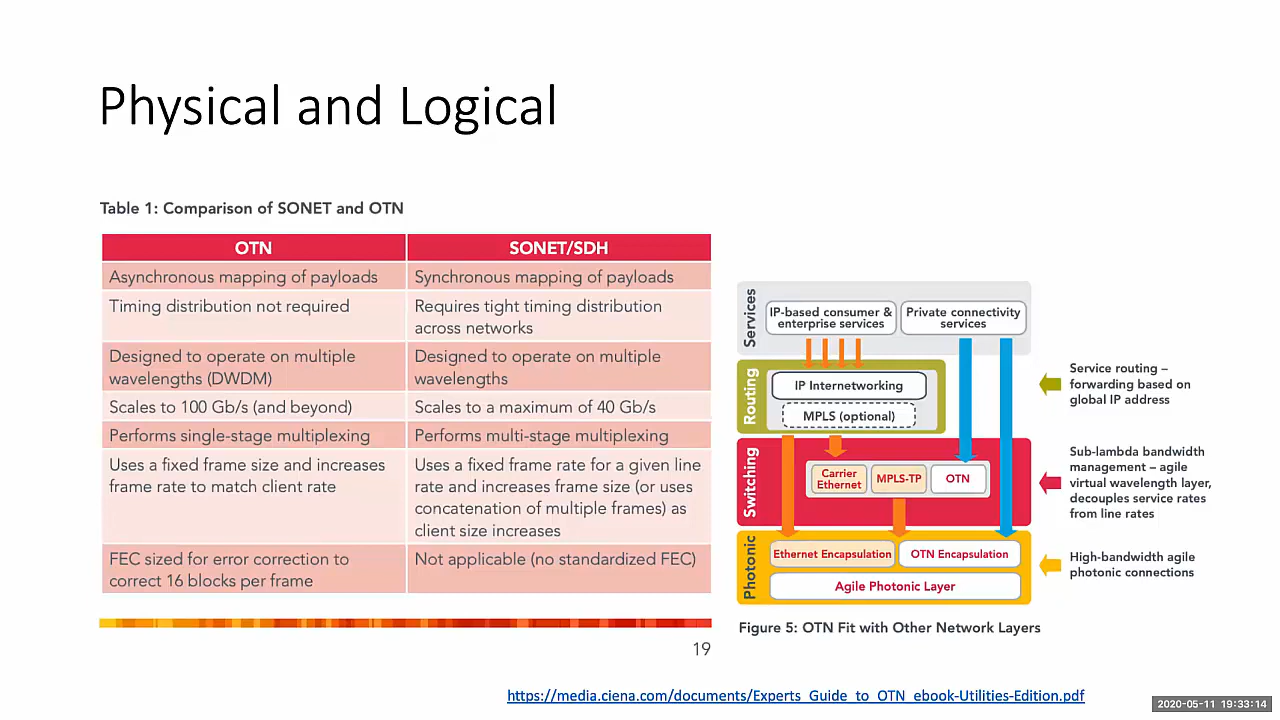 Physical and Logical
Table 1: Comparison of SONET and OTN
OTN
SONET/SDH
Asynchronous mapping of payloads
Synchronous mapping of payloads
Timing distribution not required
Requires tight timing distribution
across networks
Designed to operate on multiple
wavelengths (DWDM)
Designed to operate on multiple
wavelengths
Scales to 100 Gb/s (and beyond)
Scales to a maximum of 40 Gb/s
Performs single-stage multiplexing
Performs multi-stage multiplexing
Uses a fixed frame size and increases
frame rate to match client rate
Uses a fixed frame rate for a given line
rate and increases frame size (or uses
concatenation of multiple frames) as
client size increases
FEC sized for error correction to
correct 16 blocks per frame
Not applicable (no standardized FEC)
19
Services
IP-based consumer &
enterprise services
Private connectivity
services
Routing
IP Internetworking
MPLS (optional)
Service routing –
forwarding based on
global IP address
Switching
Carrier
Ethernet
MPLS-TP
OTN
Sub-lambda bandwidth
management – agile
virtual wavelength layer,
decouples service rates
from line rates
Photonic
Ethernet Encapsulation
OTN Encapsulation
Agile Photonic Layer
High-bandwidth agile
photonic connections
Figure 5: OTN Fit with Other Network Layers
https://media.ciena.com/documents/Experts_Guide_to_OTN_ebook-Utilities-Edition.pdf
2020-05-11 19:33:14